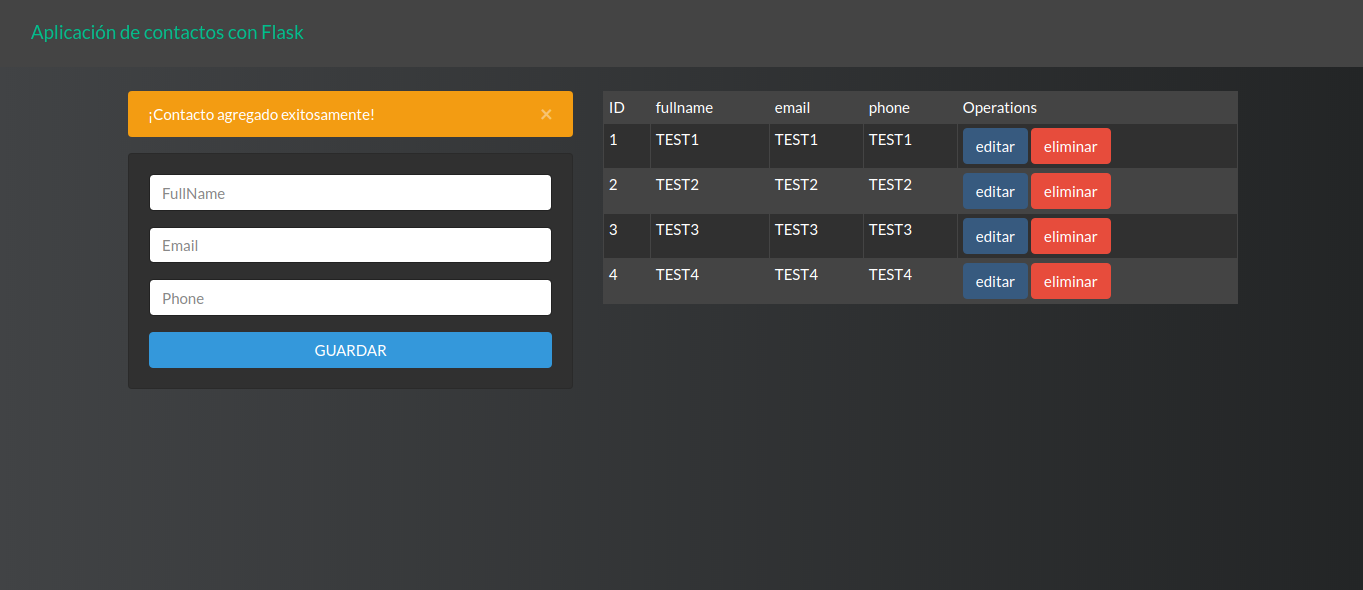 Aplicación de contactos con Flask
¡Contacto agregado exitosamente! ×
FullName
Email
Phone
GUARDAR
ID fullname email phone Operations
1 TEST1 TEST1 TEST1 editar eliminar
2 TEST2 TEST2 TEST2 editar eliminar
3 TEST3 TEST3 TEST3 editar eliminar
4 TEST4 TEST4 TEST4 editar eliminar